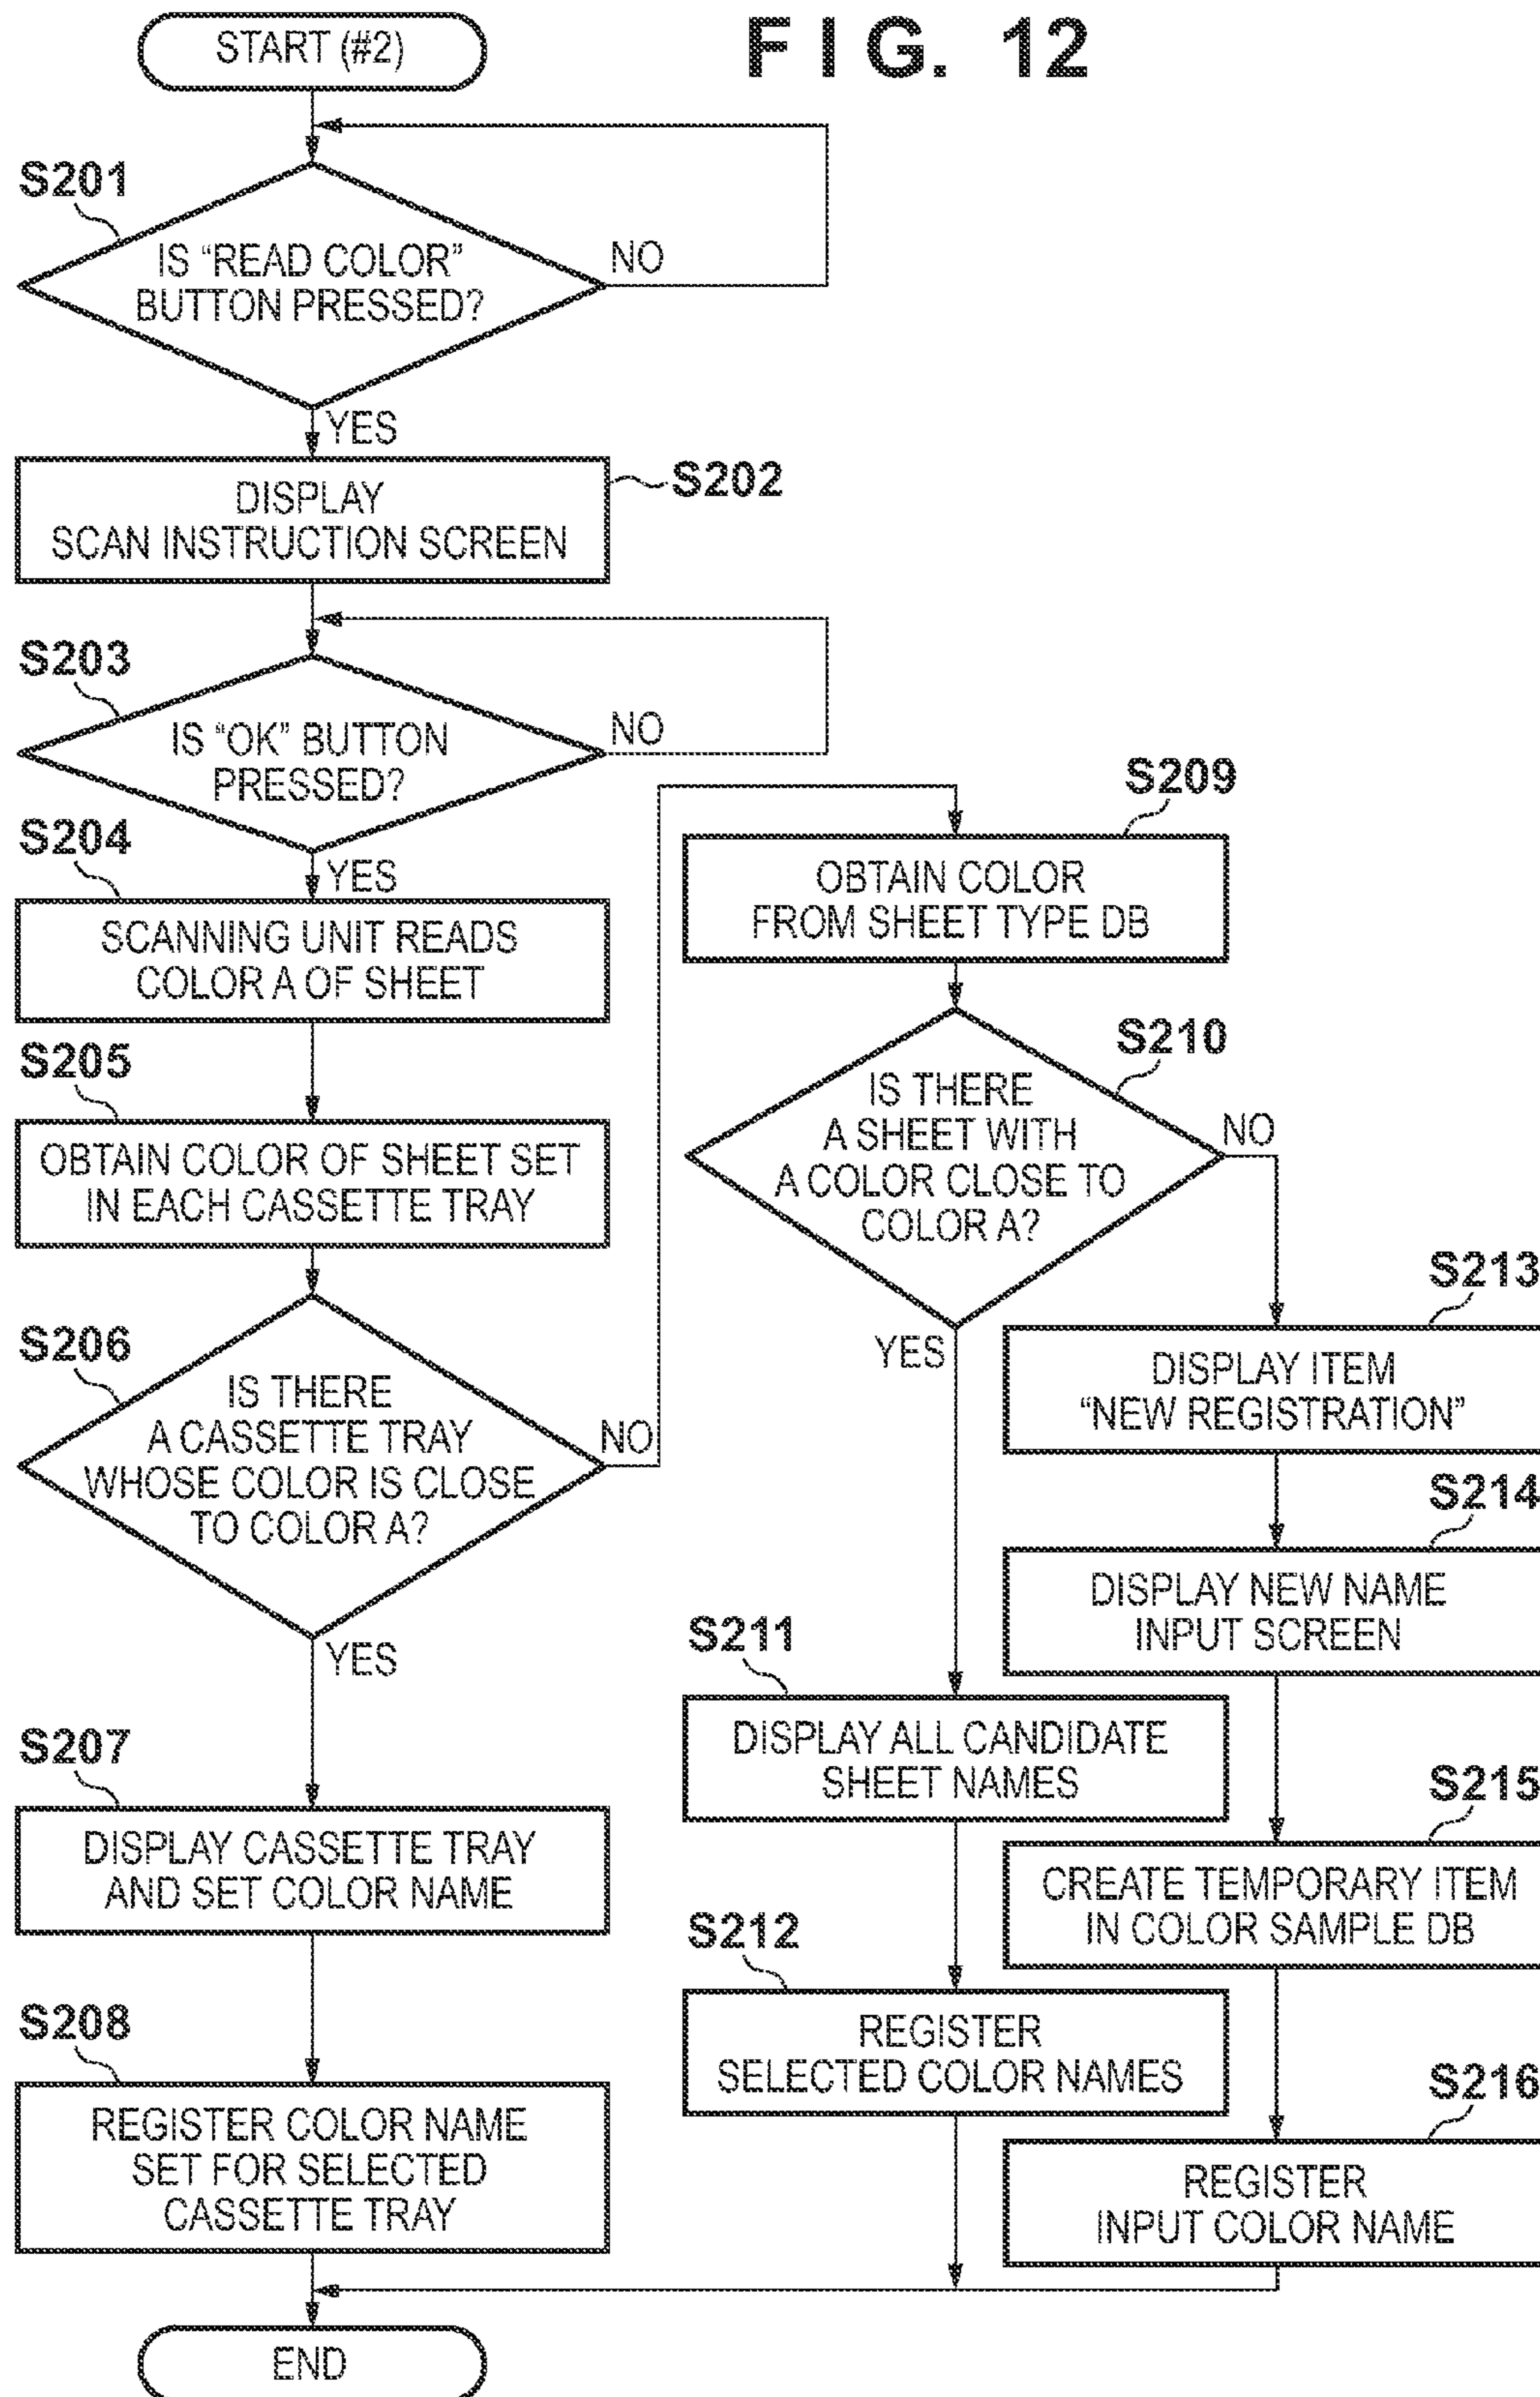 FIG. 12
START (#2)
S201
IS “READ COLOR”
BUTTON PRESSED?
NO
YES
S202
DISPLAY
SCAN INSTRUCTION SCREEN
S203
IS “OK” BUTTON
PRESSED?
NO
YES
S204
SCANNING UNIT READS
COLOR A OF SHEET
S205
OBTAIN COLOR OF SHEET SET
IN EACH CASSETTE TRAY
S206
IS THERE
A CASSETTE TRAY
WHOSE COLOR IS CLOSE
TO COLOR A?
NO
YES
S207
DISPLAY CASSETTE TRAY
AND SET COLOR NAME
S208
REGISTER COLOR NAME
SET FOR SELECTED
CASSETTE TRAY
S209
OBTAIN COLOR
FROM SHEET TYPE DB
S210
IS THERE
A SHEET WITH
A COLOR CLOSE TO
COLOR A?
NO
YES
S211
DISPLAY ALL CANDIDATE
SHEET NAMES
S212
REGISTER
SELECTED COLOR NAMES
S213
DISPLAY ITEM
“NEW REGISTRATION”
S214
DISPLAY NEW NAME
INPUT SCREEN
S215
CREATE TEMPORARY ITEM
IN COLOR SAMPLE DB
S216
REGISTER
INPUT COLOR NAME
END